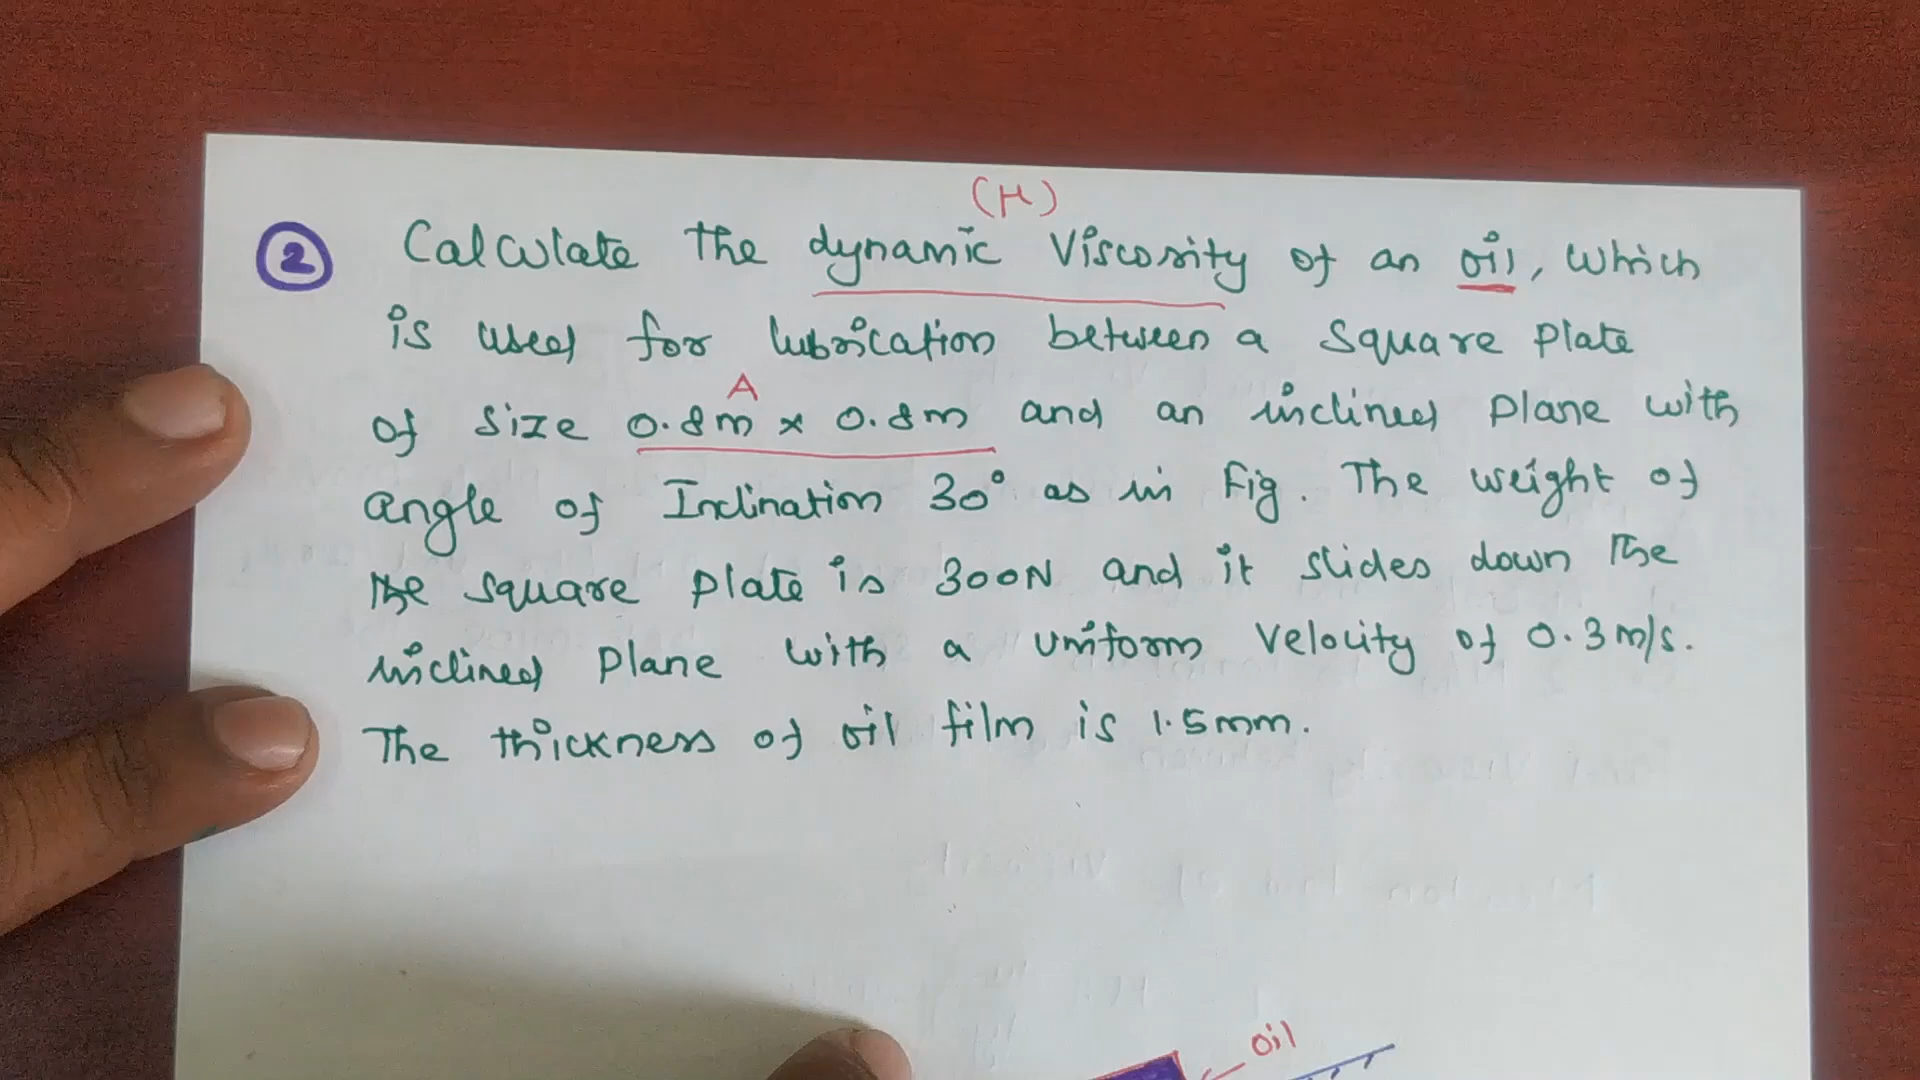 (μ)
② Calculate the dynamic Viscosity of an oil, which
is used for lubrication between a square plate
A
of size 0.8m x 0.8m and an inclined plane with
angle of Inclination 30° as in Fig. The weight of
the square plate is 300N and it slides down the
inclined plane with a uniform velocity of 0.3 m/s.
The thickness of oil film is 1.5mm.
oil